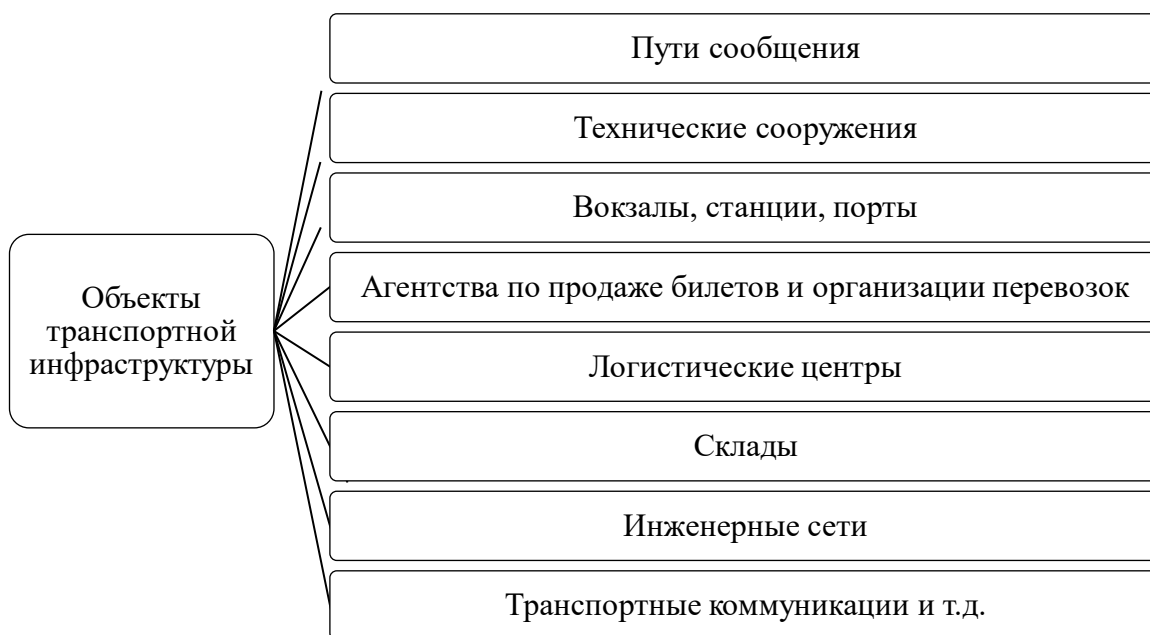 Пути сообщения
Технические сооружения
Вокзалы, станции, порты
Объекты
транспортной
инфраструктуры
Агентства по продаже билетов и организации перевозок
Логистические центры
Склады
Инженерные сети
Транспортные коммуникации и т.д.